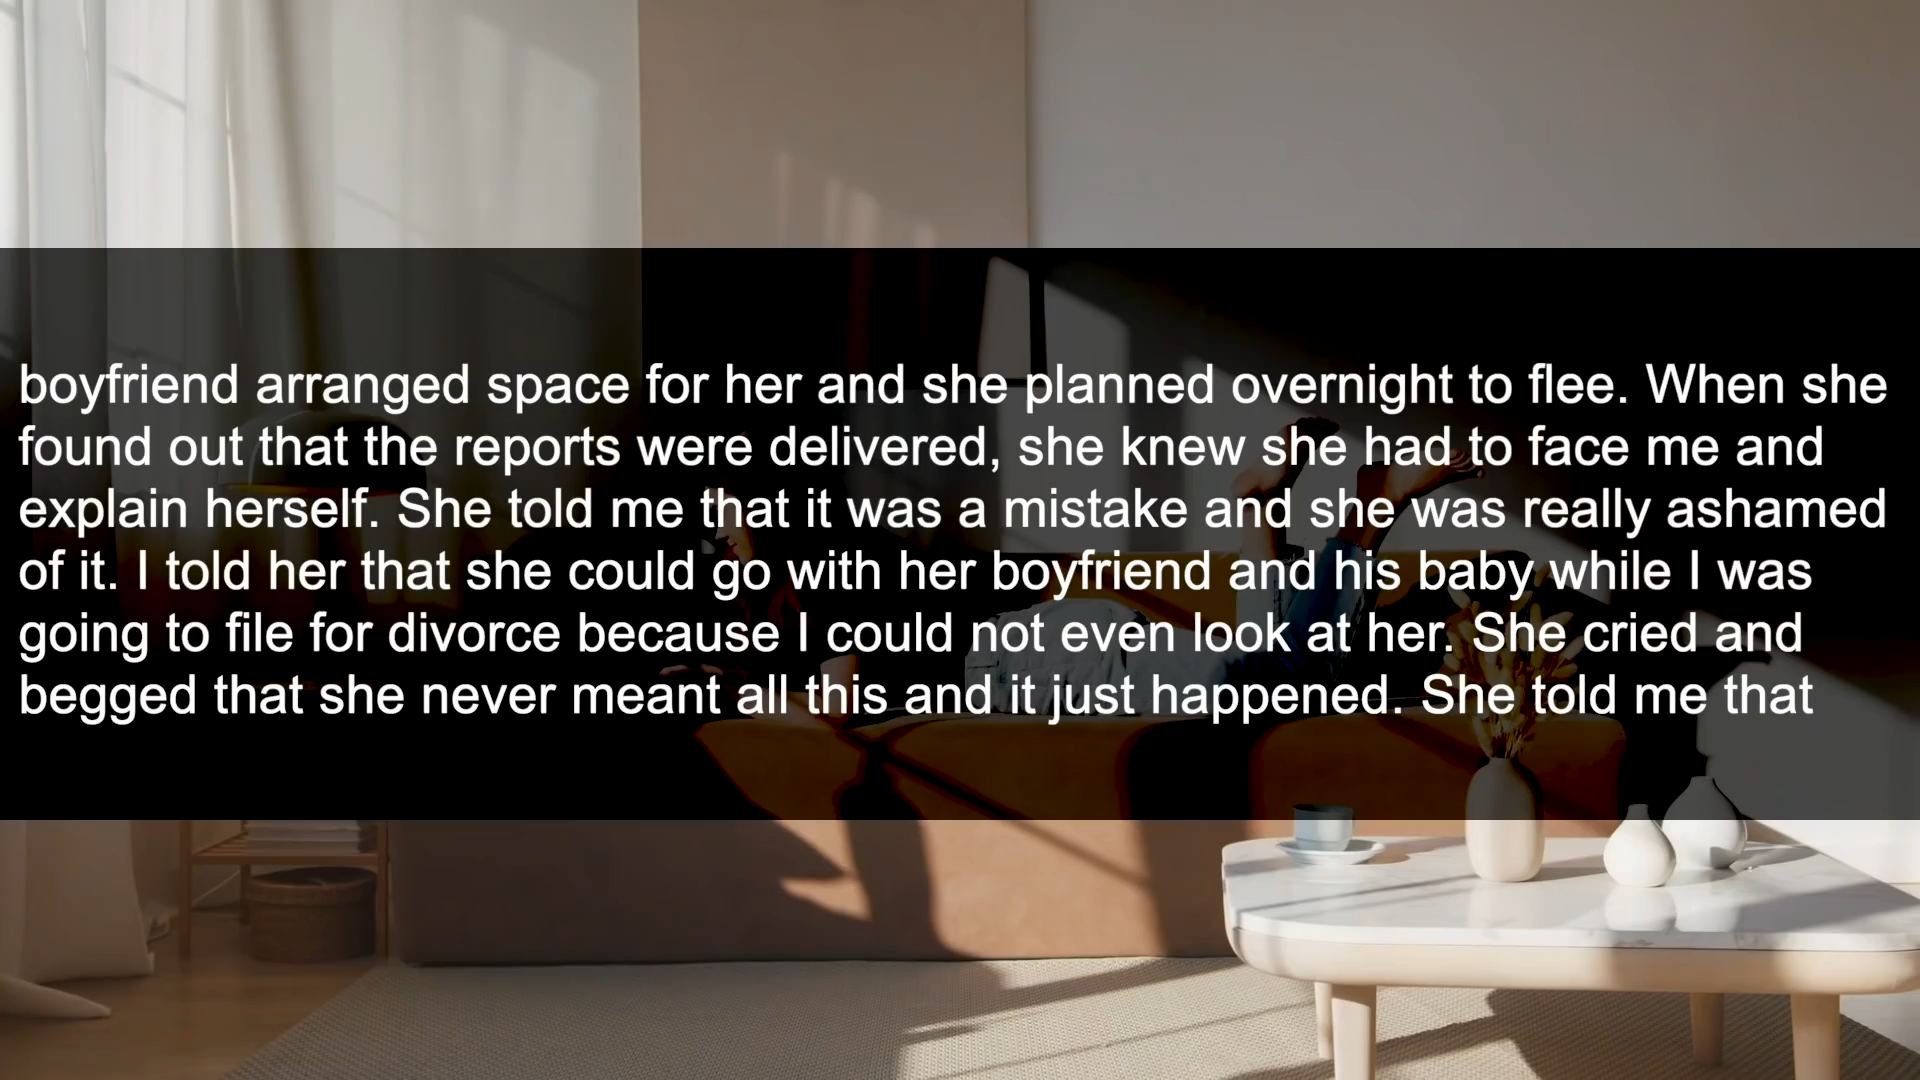 boyfriend arranged space for her and she planned overnight to flee. When she
found out that the reports were delivered, she knew she had to face me and
explain herself. She told me that it was a mistake and she was really ashamed
of it. I told her that she could go with her boyfriend and his baby while I was
going to file for divorce because I could not even look at her. She cried and
begged that she never meant all this and it just happened. She told me that